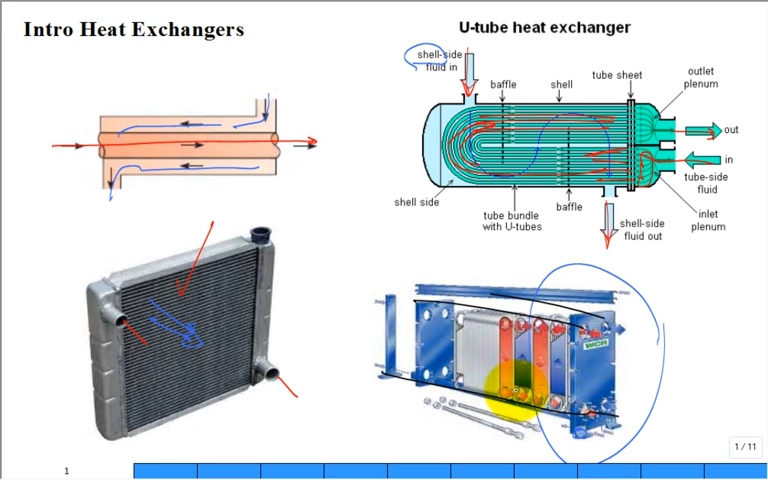 Intro Heat Exchangers
U-tube heat exchanger
shell-side
fluid in
baffle
shell
tube sheet
outlet
plenum
out
in
tube-side
fluid
shell side
tube bundle
with U-tubes
baffle
shell-side
fluid out
inlet
plenum
WCR
1 / 11
1